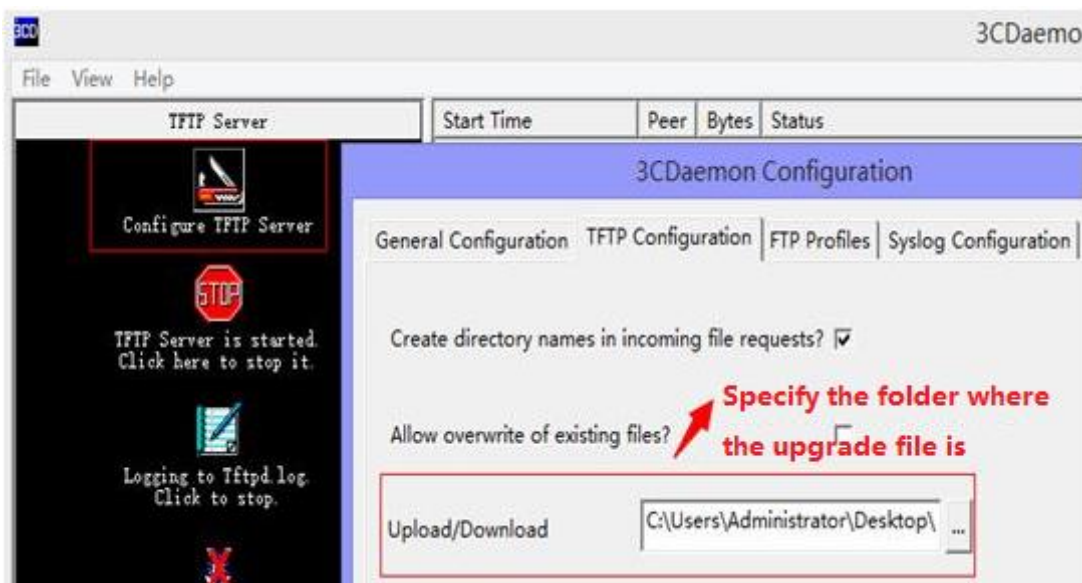 3CD
3CDaemo
File View Help
TFTP Server
Start Time Peer Bytes Status
3CDaemon Configuration
Configure TFTP Server
General Configuration TFTP Configuration FTP Profiles Syslog Configuration
STOP
TFTP Server is started.
Click here to stop it.
Create directory names in incoming file requests?
Specify the folder where
the upgrade file is
Allow overwrite of existing files?
Logging to Tftpd.log.
Click to stop.
Upload/Download C:\Users\Administrator\Desktop\ ...